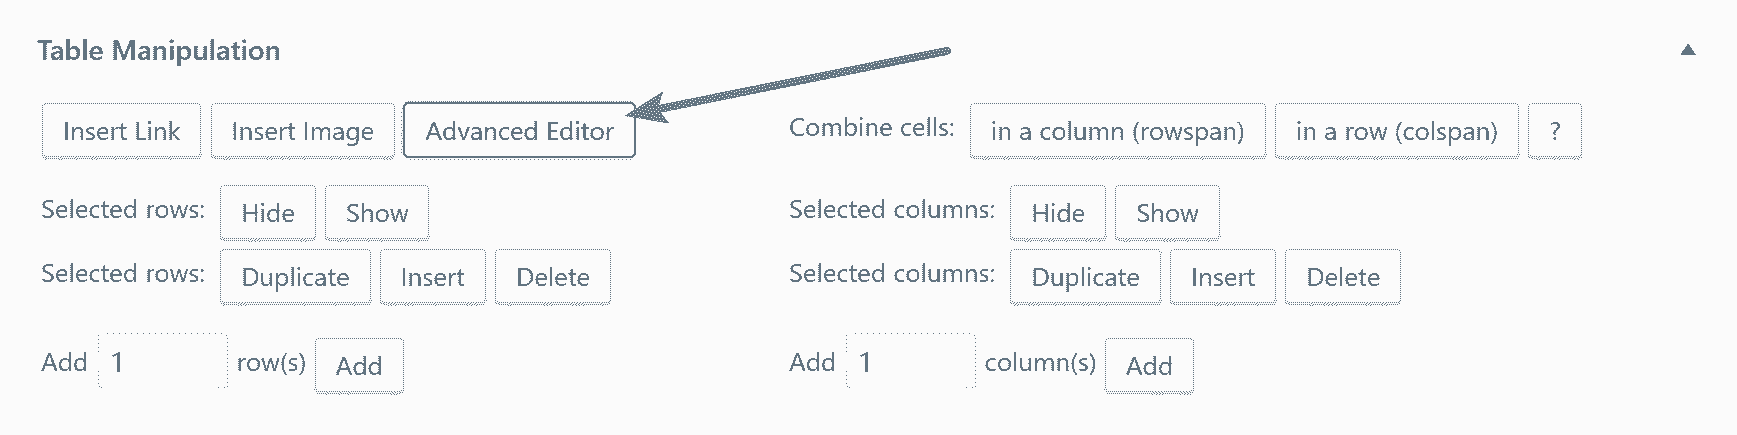 Table Manipulation ▲
Insert Link Insert Image Advanced Editor Combine cells: in a column (rowspan) in a row (colspan) ?
Selected rows: Hide Show Selected columns: Hide Show
Selected rows: Duplicate Insert Delete Selected columns: Duplicate Insert Delete
Add 1 row(s) Add Add 1 column(s) Add